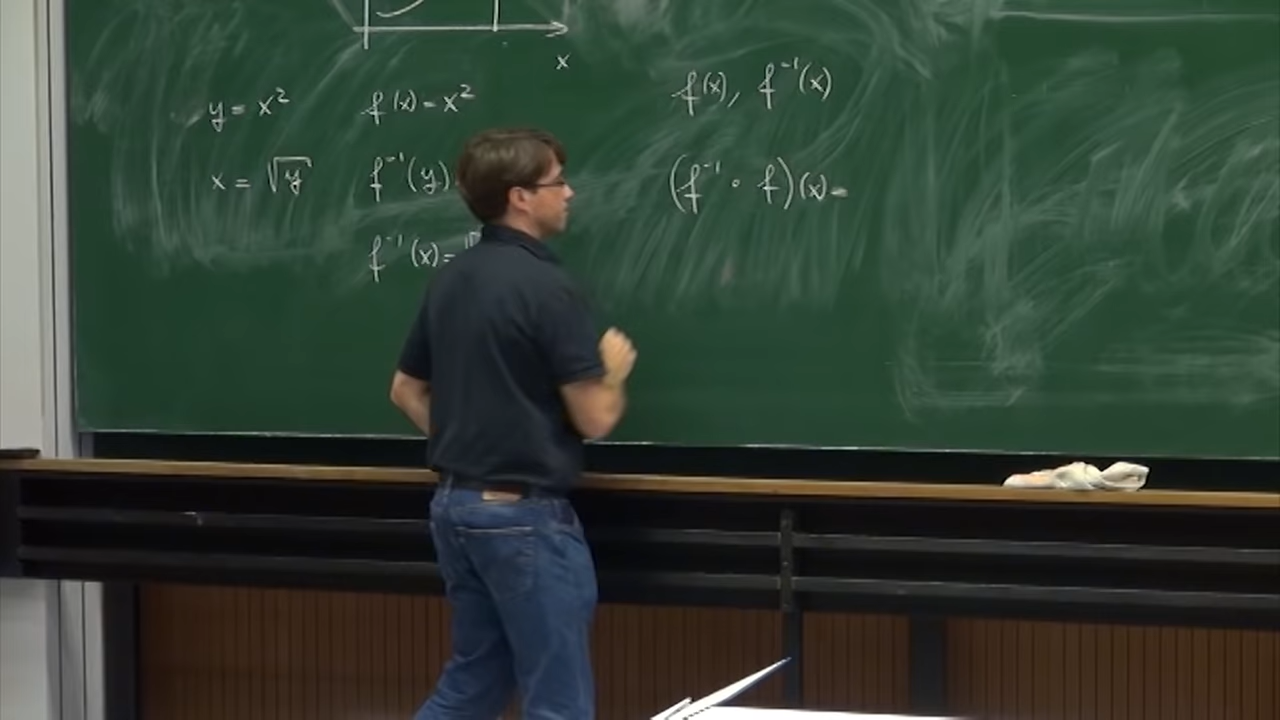 x
y = x² f(x) = x² f(x), f⁻¹(x)
x = √y f⁻¹(y) (f⁻¹ ∘ f)(x) =
f⁻¹(x) = √